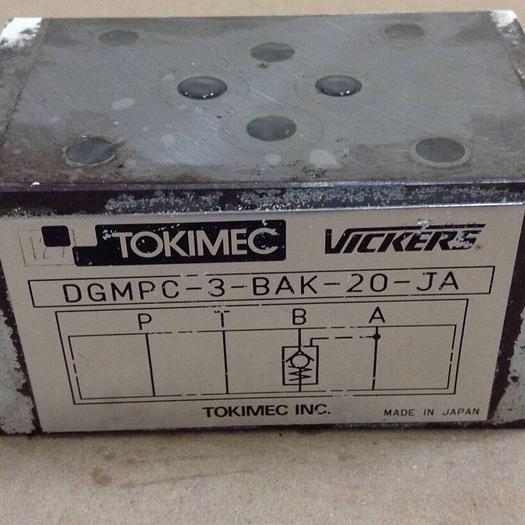 TOKIMEC VICKERS®
DGMPC-3-BAK-20-JA
P T B A
TOKIMEC INC. MADE IN JAPAN